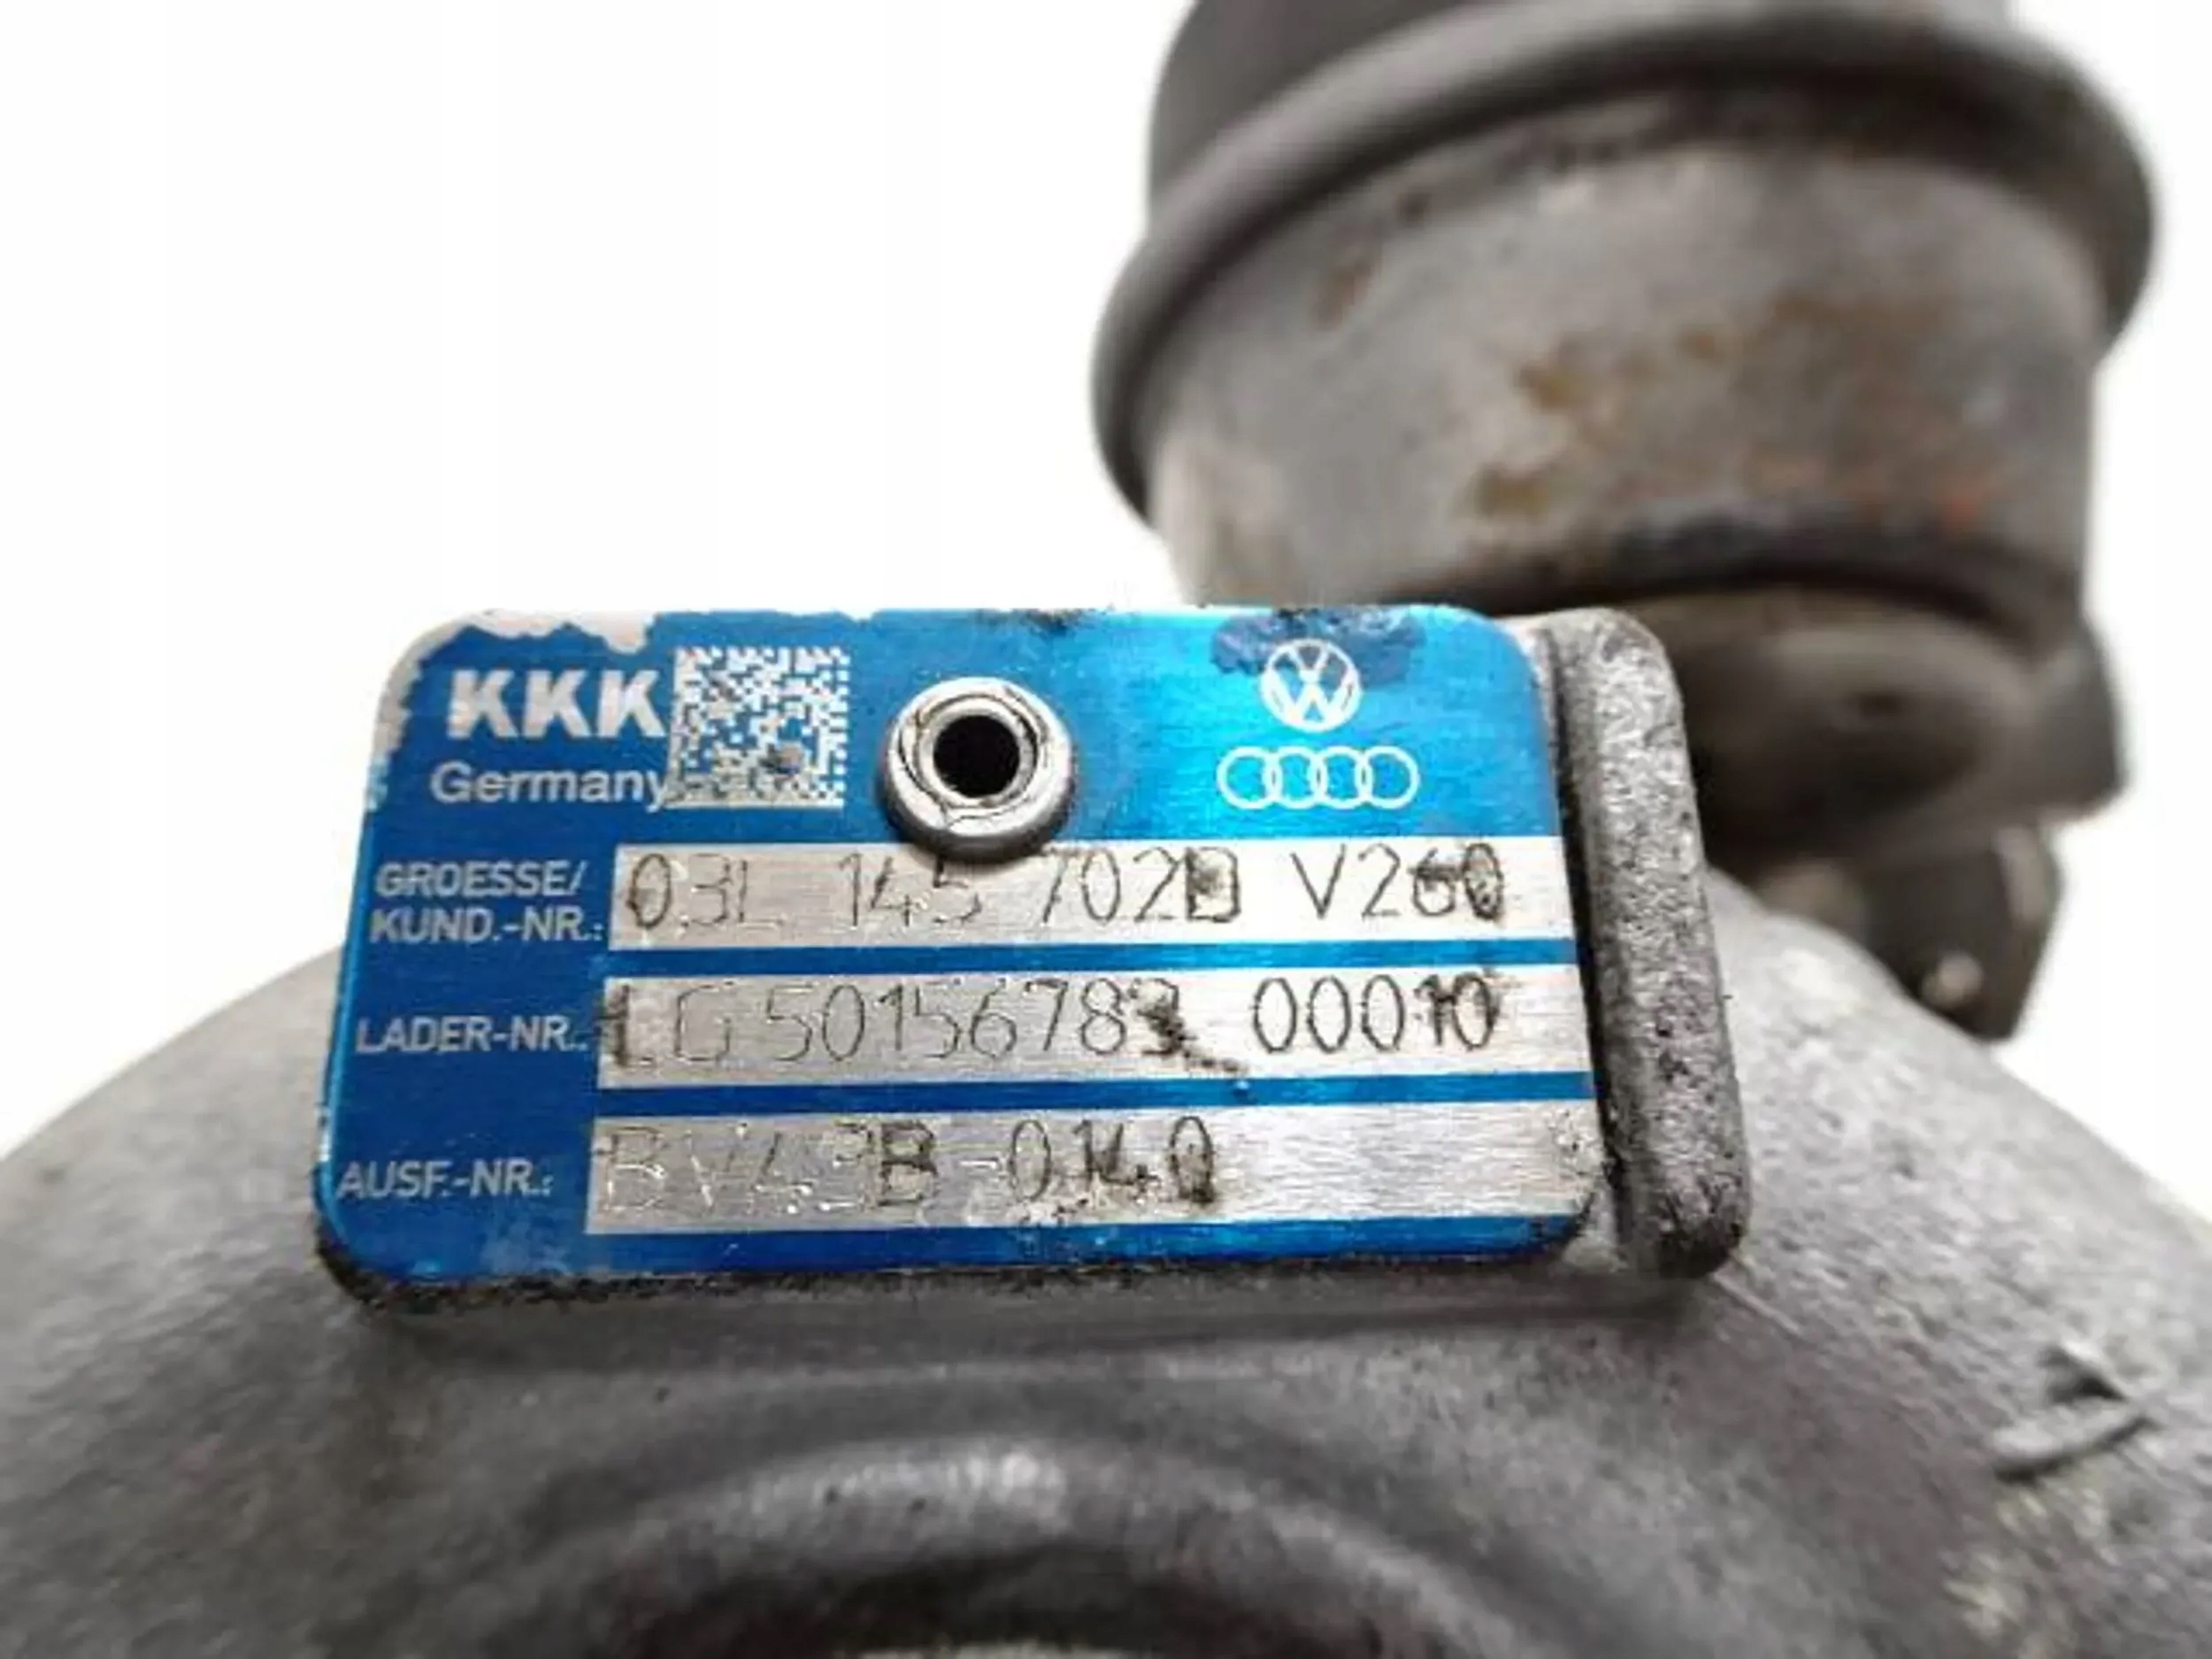 KKK
Germany
GROESSE/
KUND.-NR.: 03L 145 702D V260
LADER-NR.: LG 50156783 00010
AUSF.-NR.: BV43B-0140